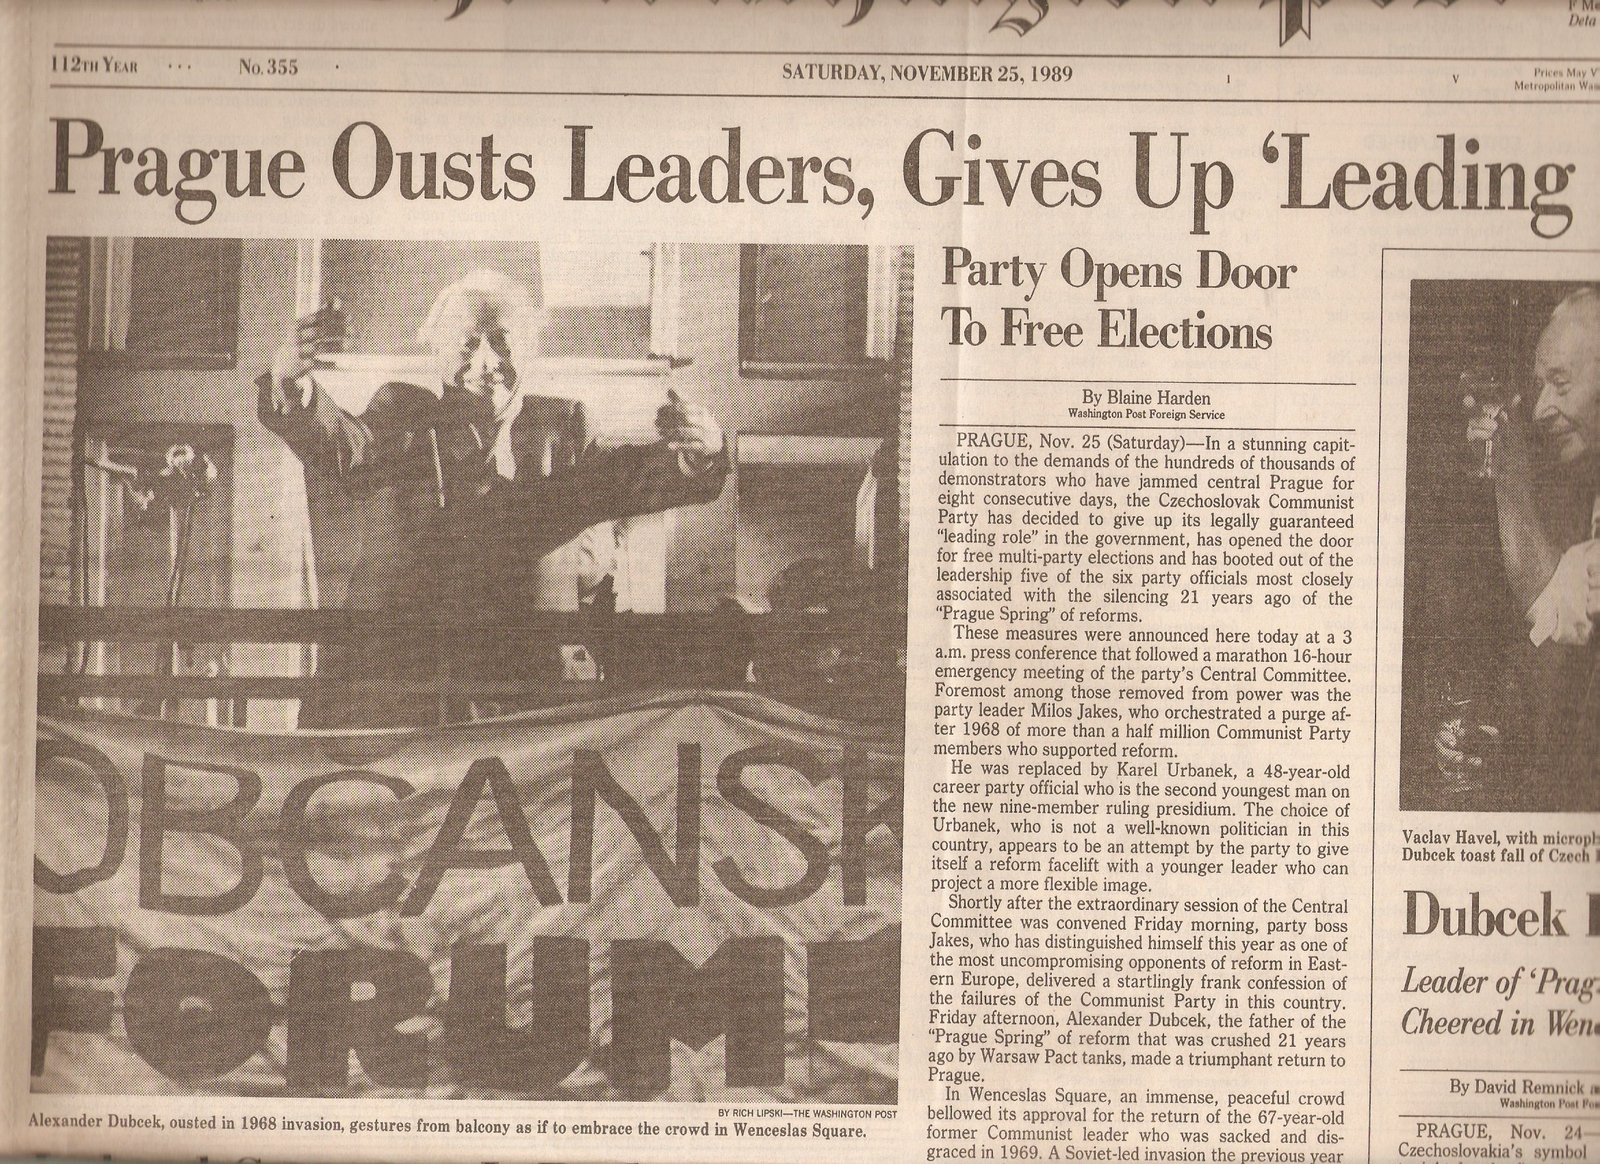 112TH YEAR ··· No. 355 ·
SATURDAY, NOVEMBER 25, 1989
Prices May V
Metropolitan Was
Prague Ousts Leaders, Gives Up ‘Leading
OBČANSK
FORUM
BY RICH LIPSKI—THE WASHINGTON POST
Alexander Dubcek, ousted in 1968 invasion, gestures from balcony as if to embrace the crowd in Wenceslas Square.
Party Opens Door
To Free Elections
By Blaine Harden
Washington Post Foreign Service
PRAGUE, Nov. 25 (Saturday)—In a stunning capit-
ulation to the demands of the hundreds of thousands of
demonstrators who have jammed central Prague for
eight consecutive days, the Czechoslovak Communist
Party has decided to give up its legally guaranteed
“leading role” in the government, has opened the door
for free multi-party elections and has booted out of the
leadership five of the six party officials most closely
associated with the silencing 21 years ago of the
“Prague Spring” of reforms.
These measures were announced here today at a 3
a.m. press conference that followed a marathon 16-hour
emergency meeting of the party’s Central Committee.
Foremost among those removed from power was the
party leader Milos Jakes, who orchestrated a purge af-
ter 1968 of more than a half million Communist Party
members who supported reform.
He was replaced by Karel Urbanek, a 48-year-old
career party official who is the second youngest man on
the new nine-member ruling presidium. The choice of
Urbanek, who is not a well-known politician in this
country, appears to be an attempt by the party to give
itself a reform facelift with a younger leader who can
project a more flexible image.
Shortly after the extraordinary session of the Central
Committee was convened Friday morning, party boss
Jakes, who has distinguished himself this year as one of
the most uncompromising opponents of reform in East-
ern Europe, delivered a startlingly frank confession of
the failures of the Communist Party in this country.
Friday afternoon, Alexander Dubcek, the father of the
“Prague Spring” of reform that was crushed 21 years
ago by Warsaw Pact tanks, made a triumphant return to
Prague.
In Wenceslas Square, an immense, peaceful crowd
bellowed its approval for the return of the 67-year-old
former Communist leader who was sacked and dis-
graced in 1969. A Soviet-led invasion the previous year
Vaclav Havel, with microph
Dubcek toast fall of Czech
Dubcek
Leader of ‘Prag
Cheered in Wen
By David Remnick
Washington Post For
PRAGUE, Nov. 24—
Czechoslovakia’s symbol